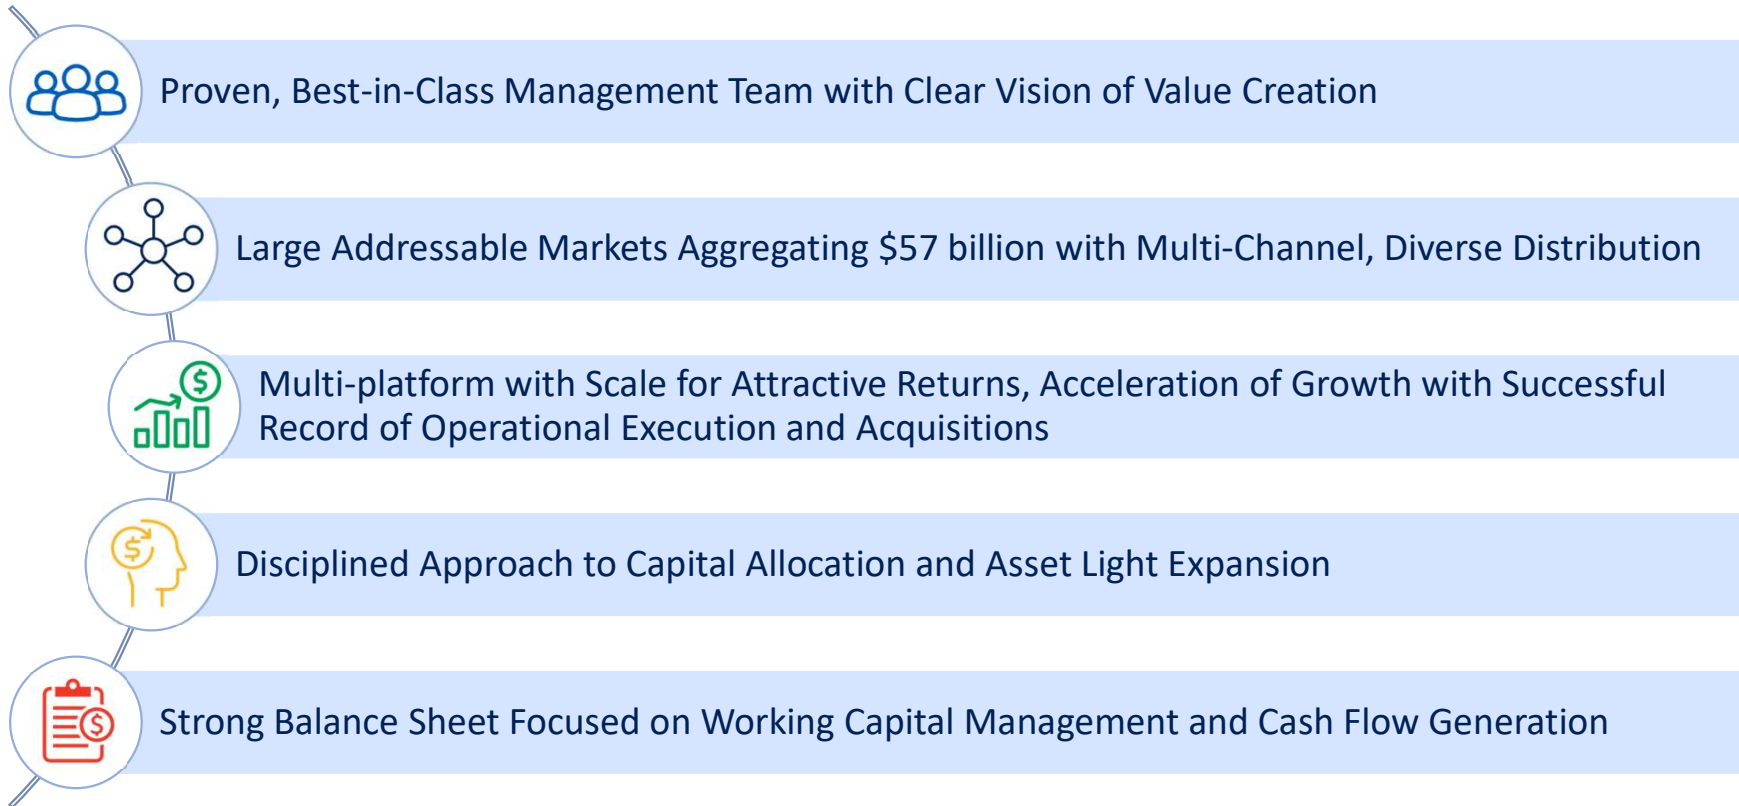 Proven, Best-in-Class Management Team with Clear Vision of Value Creation
Large Addressable Markets Aggregating $57 billion with Multi-Channel, Diverse Distribution
$
Multi-platform with Scale for Attractive Returns, Acceleration of Growth with Successful
Record of Operational Execution and Acquisitions
$
Disciplined Approach to Capital Allocation and Asset Light Expansion
$
Strong Balance Sheet Focused on Working Capital Management and Cash Flow Generation